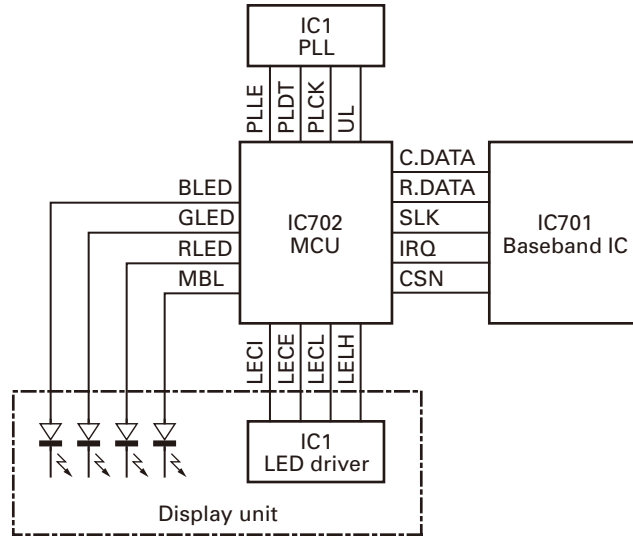 IC1
PLL
PLLE
PLDT
PLCK
UL
C.DATA
R.DATA
SLK
IRQ
CSN
BLED
GLED
RLED
MBL
IC702
MCU
IC701
Baseband IC
LECI
LECE
LECL
LELH
IC1
LED driver
Display unit